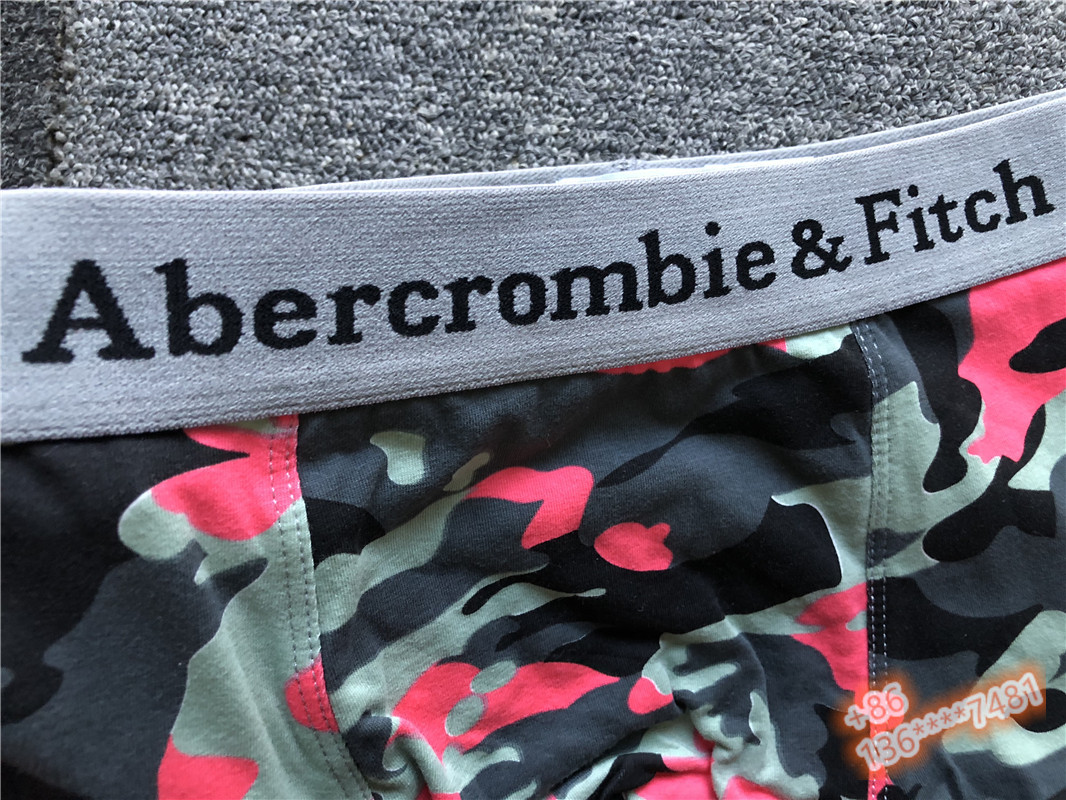 Abercrombie & Fitch
+86
136****7481